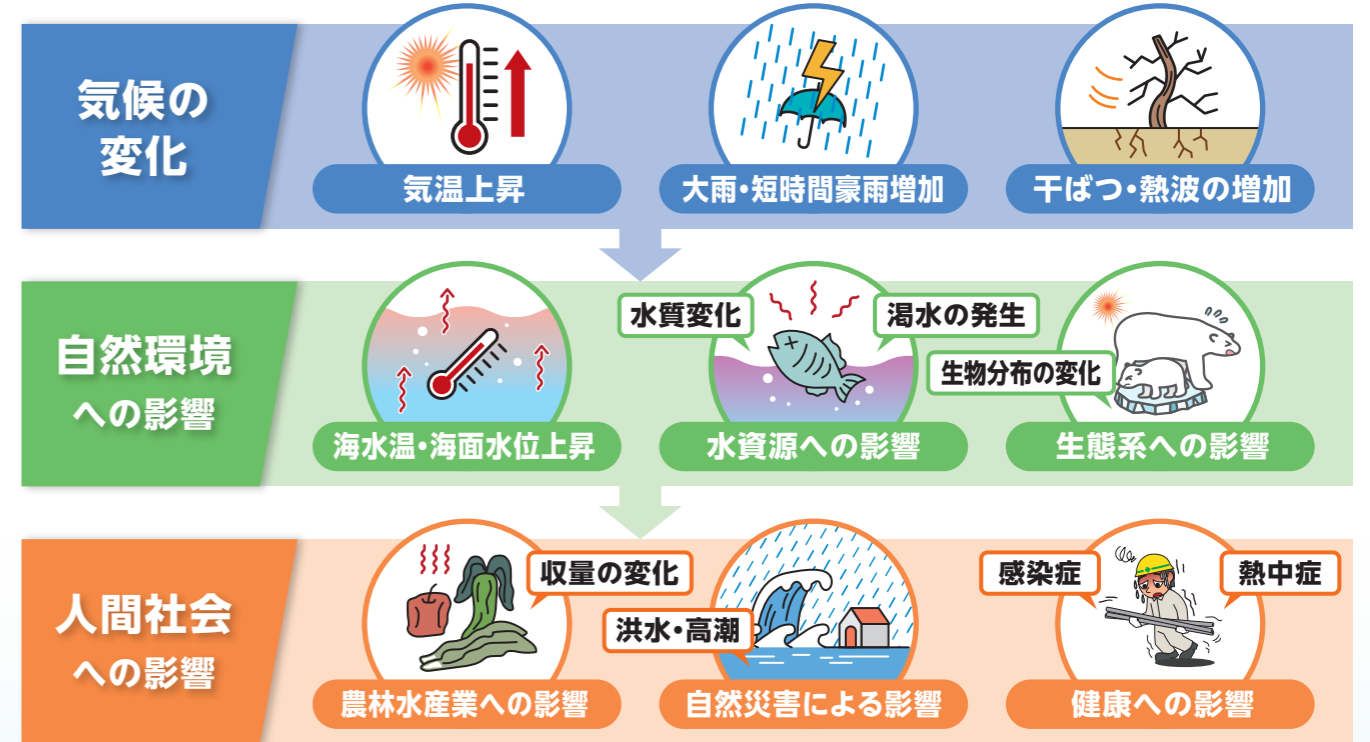 気候の
変化
気温上昇
大雨・短時間豪雨増加
干ばつ・熱波の増加
自然環境
への影響
海水温・海面水位上昇
水質変化
渇水の発生
水資源への影響
生物分布の変化
生態系への影響
人間社会
への影響
収量の変化
農林水産業への影響
洪水・高潮
自然災害による影響
感染症
熱中症
健康への影響